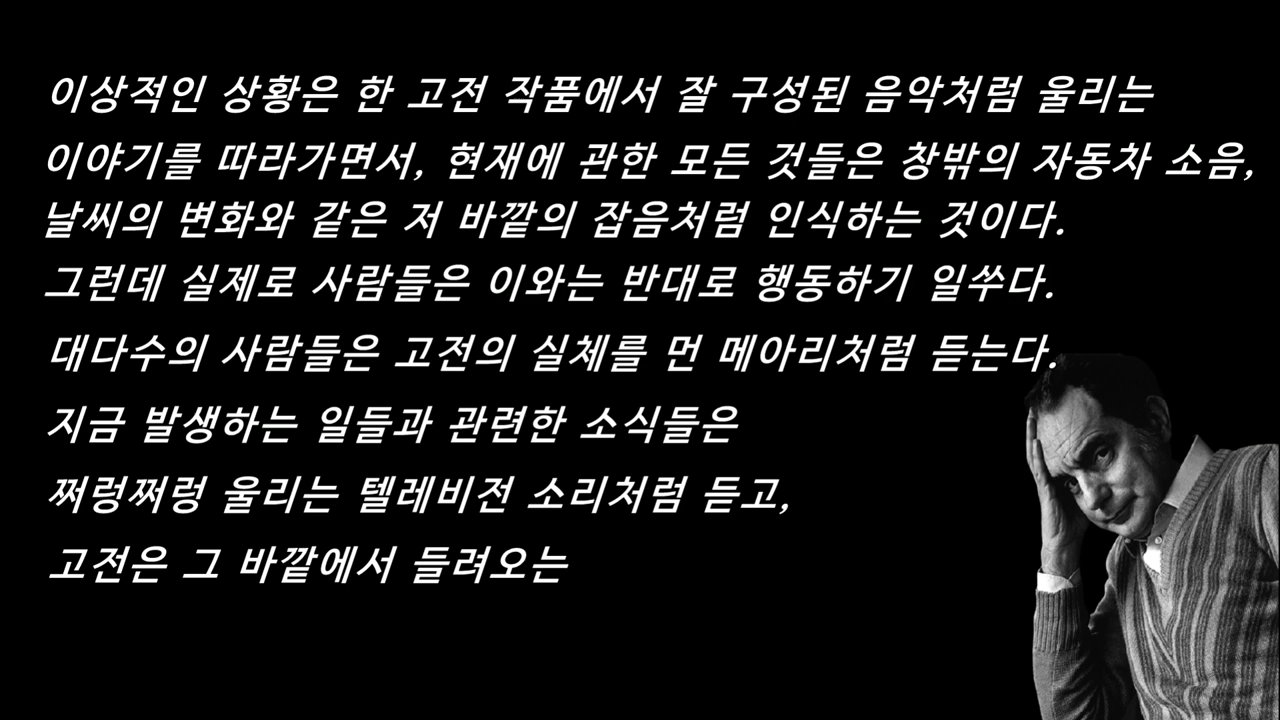 이상적인 상황은 한 고전 작품에서 잘 구성된 음악처럼 울리는
이야기를 따라가면서, 현재에 관한 모든 것들은 창밖의 자동차 소음,
날씨의 변화와 같은 저 바깥의 잡음처럼 인식하는 것이다.
그런데 실제로 사람들은 이와는 반대로 행동하기 일쑤다.
대다수의 사람들은 고전의 실체를 먼 메아리처럼 듣는다.
지금 발생하는 일들과 관련한 소식들은
쩌렁쩌렁 울리는 텔레비전 소리처럼 듣고,
고전은 그 바깥에서 들려오는